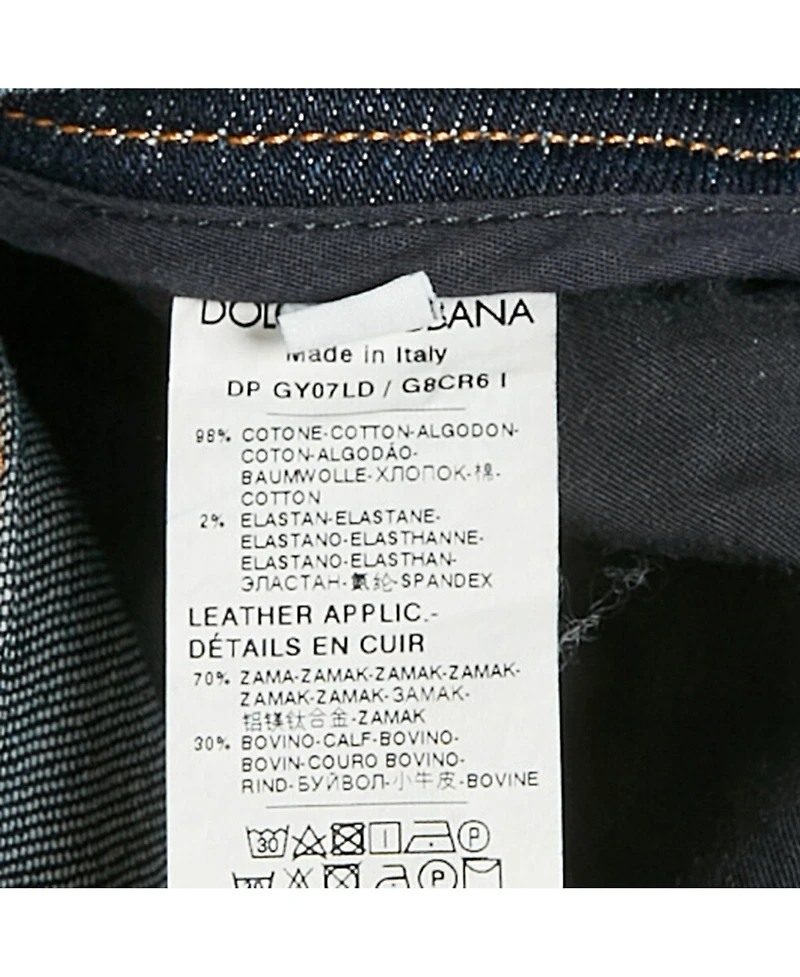 Made in Italy
DP GY07LD / G8CR6 I
98% COTONE-COTTON-ALGODON-
COTON-ALGODÃO-
BAUMWOLLE-ХЛОПОК-棉-
COTTON
2% ELASTAN-ELASTANE-
ELASTANO-ELASTHANNE-
ELASTANO-ELASTHAN-
ЭЛАСТАН-氨纶-SPANDEX
LEATHER APPLIC.-
DÉTAILS EN CUIR
70% ZAMA-ZAMAK-ZAMAK-ZAMAK-
ZAMAK-ZAMAK-ЗАМАК-
铝镁钛合金-ZAMAK
30% BOVINO-CALF-BOVINO-
BOVIN-COURO BOVINO-
RIND-БУЙВОЛ-小牛皮-BOVINE
30 P
30 P